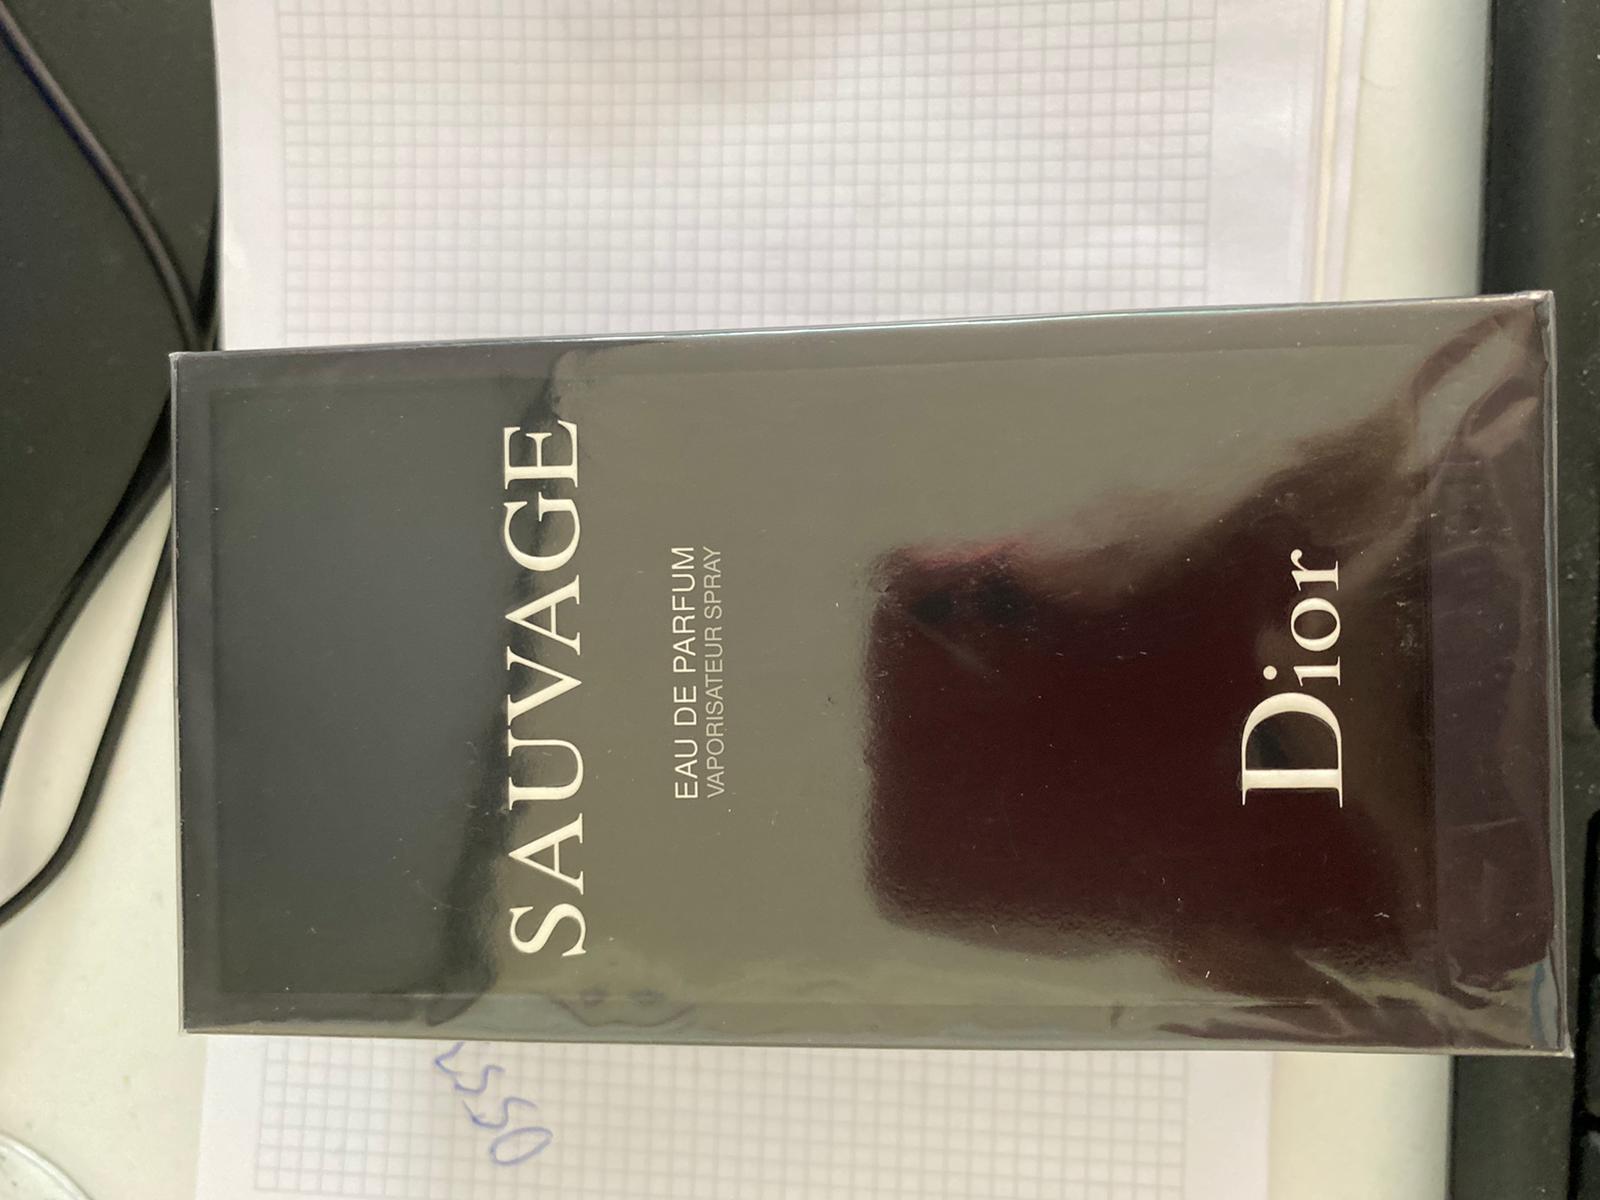 SAUVAGE
EAU DE PARFUM
VAPORISATEUR SPRAY
Dior